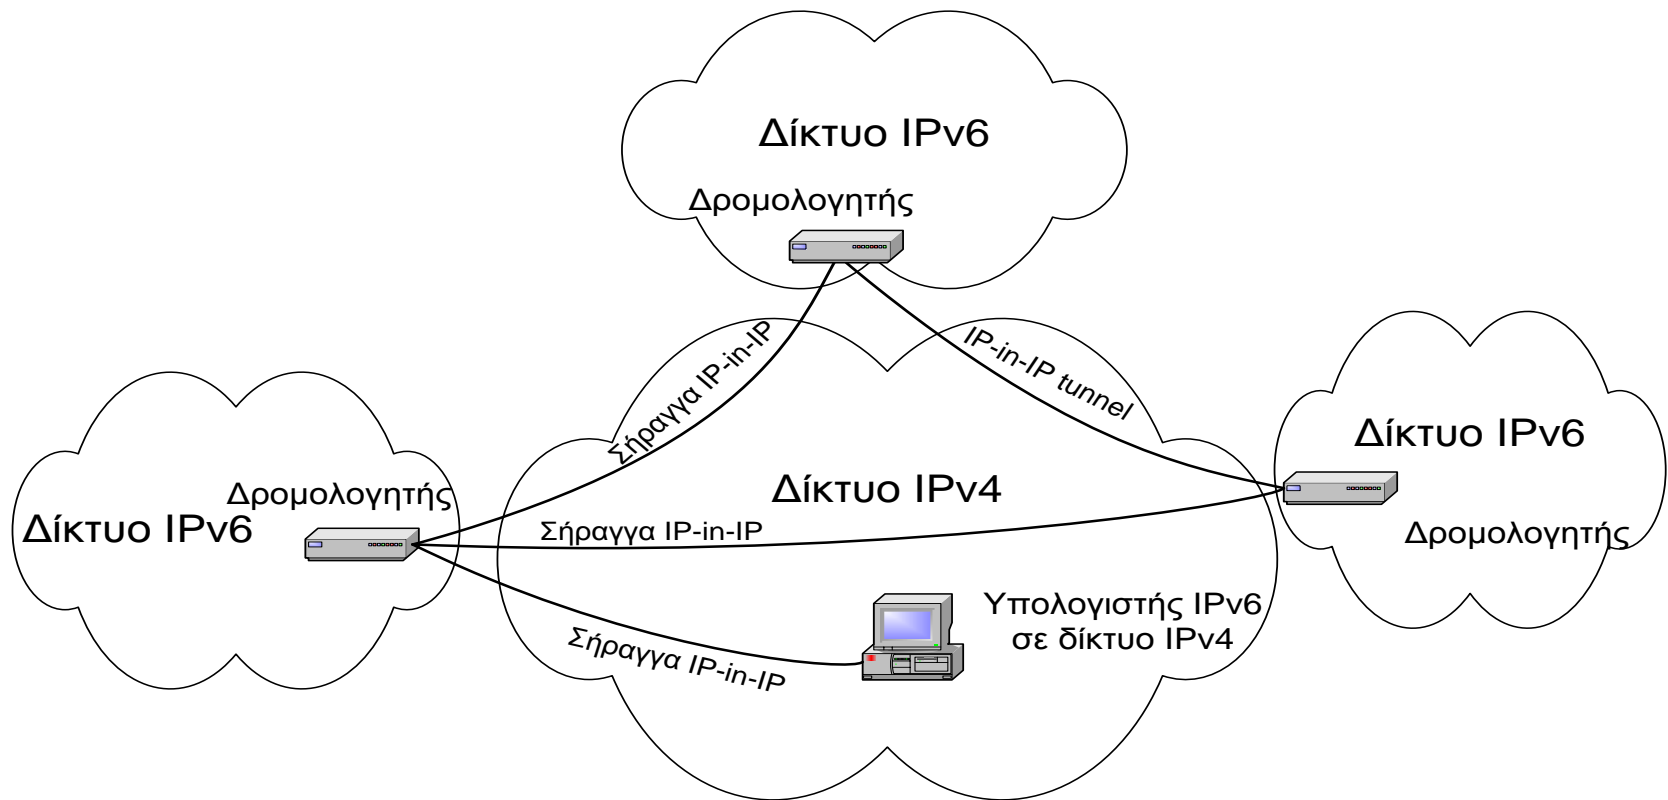 Δίκτυο IPv6
Δρομολογητής
Σήραγγα IP-in-IP
IP-in-IP tunnel
Δίκτυο IPv6
Δίκτυο IPv4
Δρομολογητής
Δίκτυο IPv6
Σήραγγα IP-in-IP
Δρομολογητής
Υπολογιστής IPv6
σε δίκτυο IPv4
Σήραγγα IP-in-IP